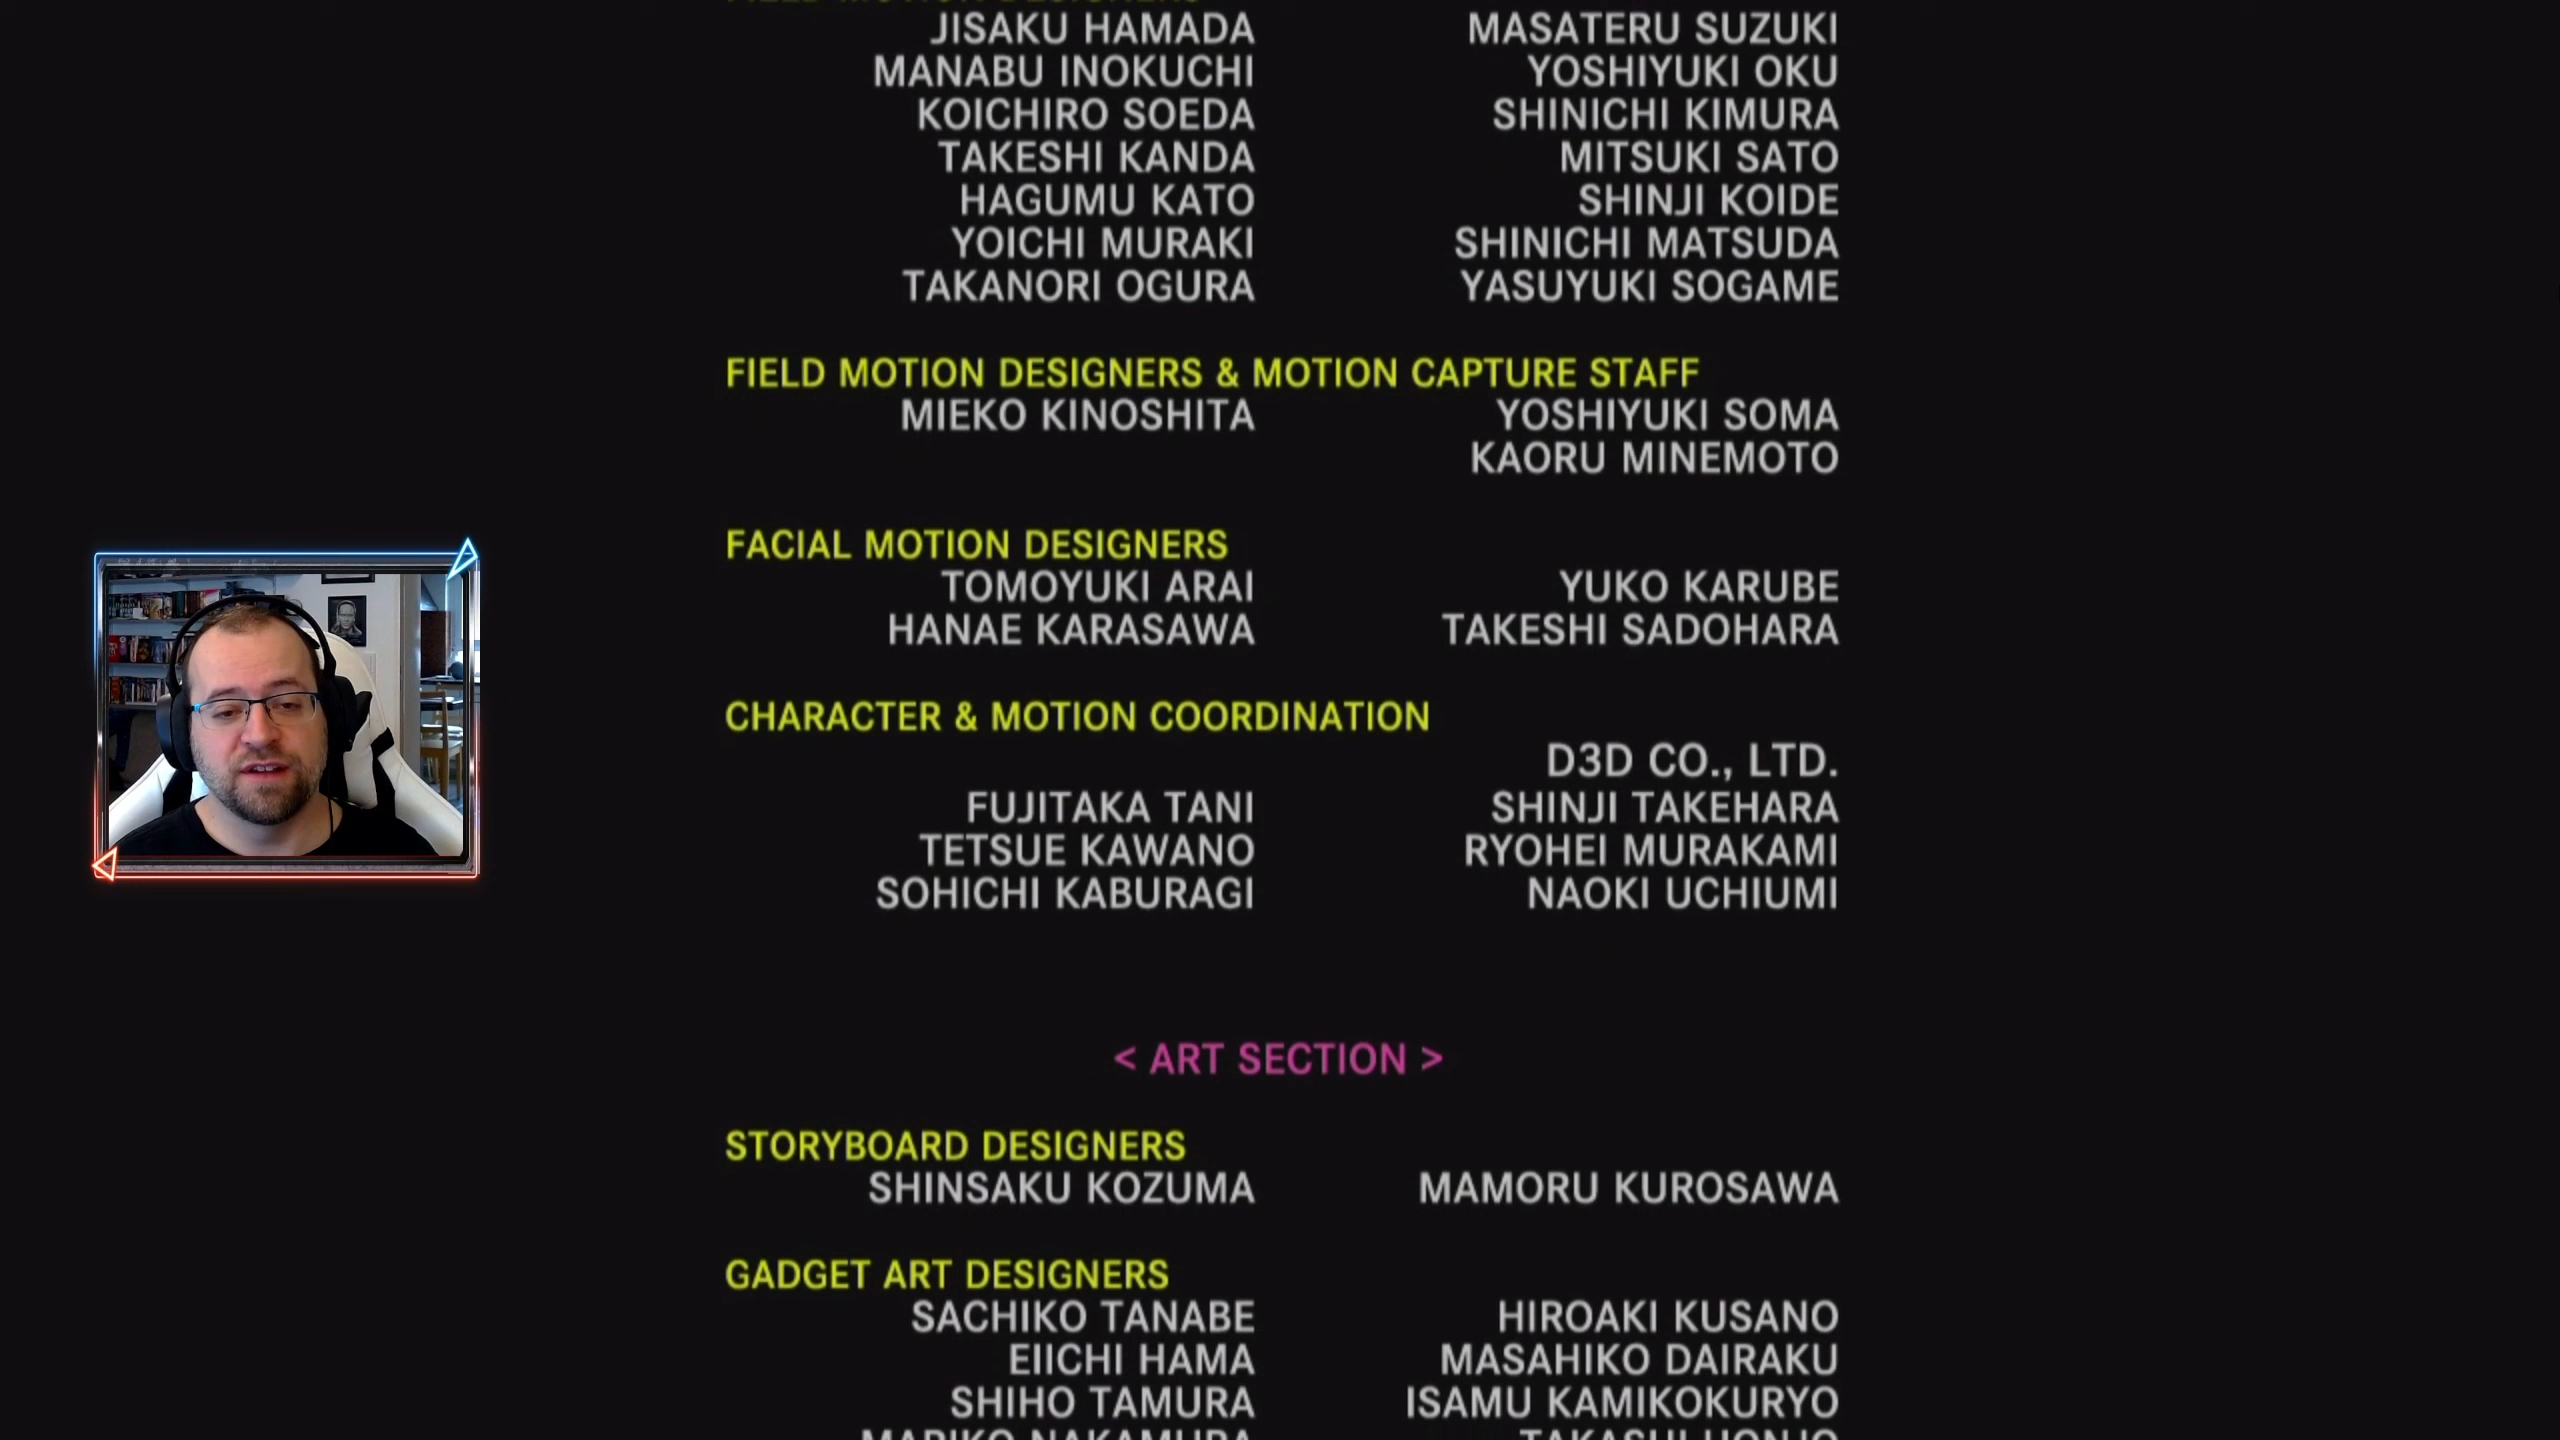 JISAKU HAMADA MASATERU SUZUKI
MANABU INOKUCHI YOSHIYUKI OKU
KOICHIRO SOEDA SHINICHI KIMURA
TAKESHI KANDA MITSUKI SATO
HAGUMU KATO SHINJI KOIDE
YOICHI MURAKI SHINICHI MATSUDA
TAKANORI OGURA YASUYUKI SOGAME
FIELD MOTION DESIGNERS & MOTION CAPTURE STAFF
MIEKO KINOSHITA YOSHIYUKI SOMA
KAORU MINEMOTO
FACIAL MOTION DESIGNERS
TOMOYUKI ARAI YUKO KARUBE
HANAE KARASAWA TAKESHI SADOHARA
CHARACTER & MOTION COORDINATION
D3D CO., LTD.
FUJITAKA TANI SHINJI TAKEHARA
TETSUE KAWANO RYOHEI MURAKAMI
SOHICHI KABURAGI NAOKI UCHIUMI
< ART SECTION >
STORYBOARD DESIGNERS
SHINSAKU KOZUMA MAMORU KUROSAWA
GADGET ART DESIGNERS
SACHIKO TANABE HIROAKI KUSANO
EIICHI HAMA MASAHIKO DAIRAKU
SHIHO TAMURA ISAMU KAMIKOKURYO